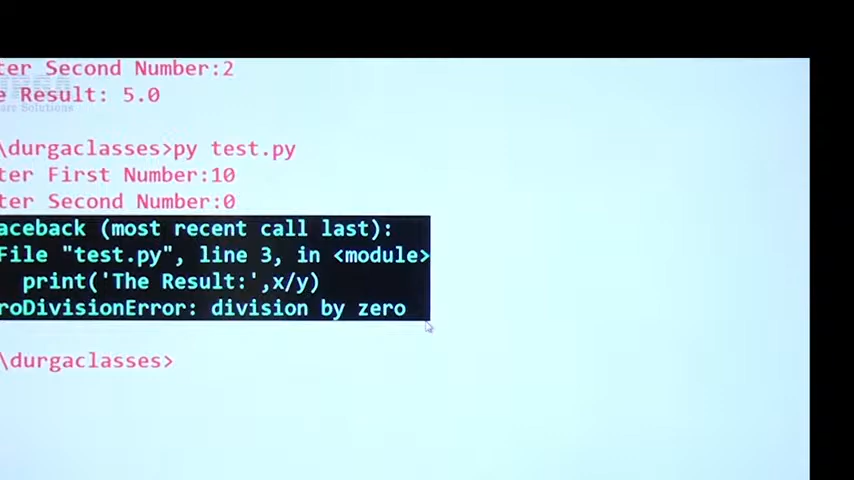 ter Second Number:2
e Result: 5.0
are Solutions
\durgaclasses>py test.py
ter First Number:10
ter Second Number:0
aceback (most recent call last):
File "test.py", line 3, in <module>
print('The Result:',x/y)
roDivisionError: division by zero
\durgaclasses>